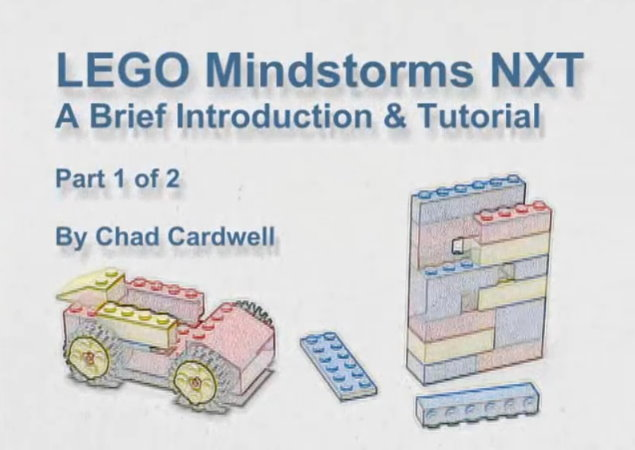 LEGO Mindstorms NXT
A Brief Introduction & Tutorial
Part 1 of 2
By Chad Cardwell